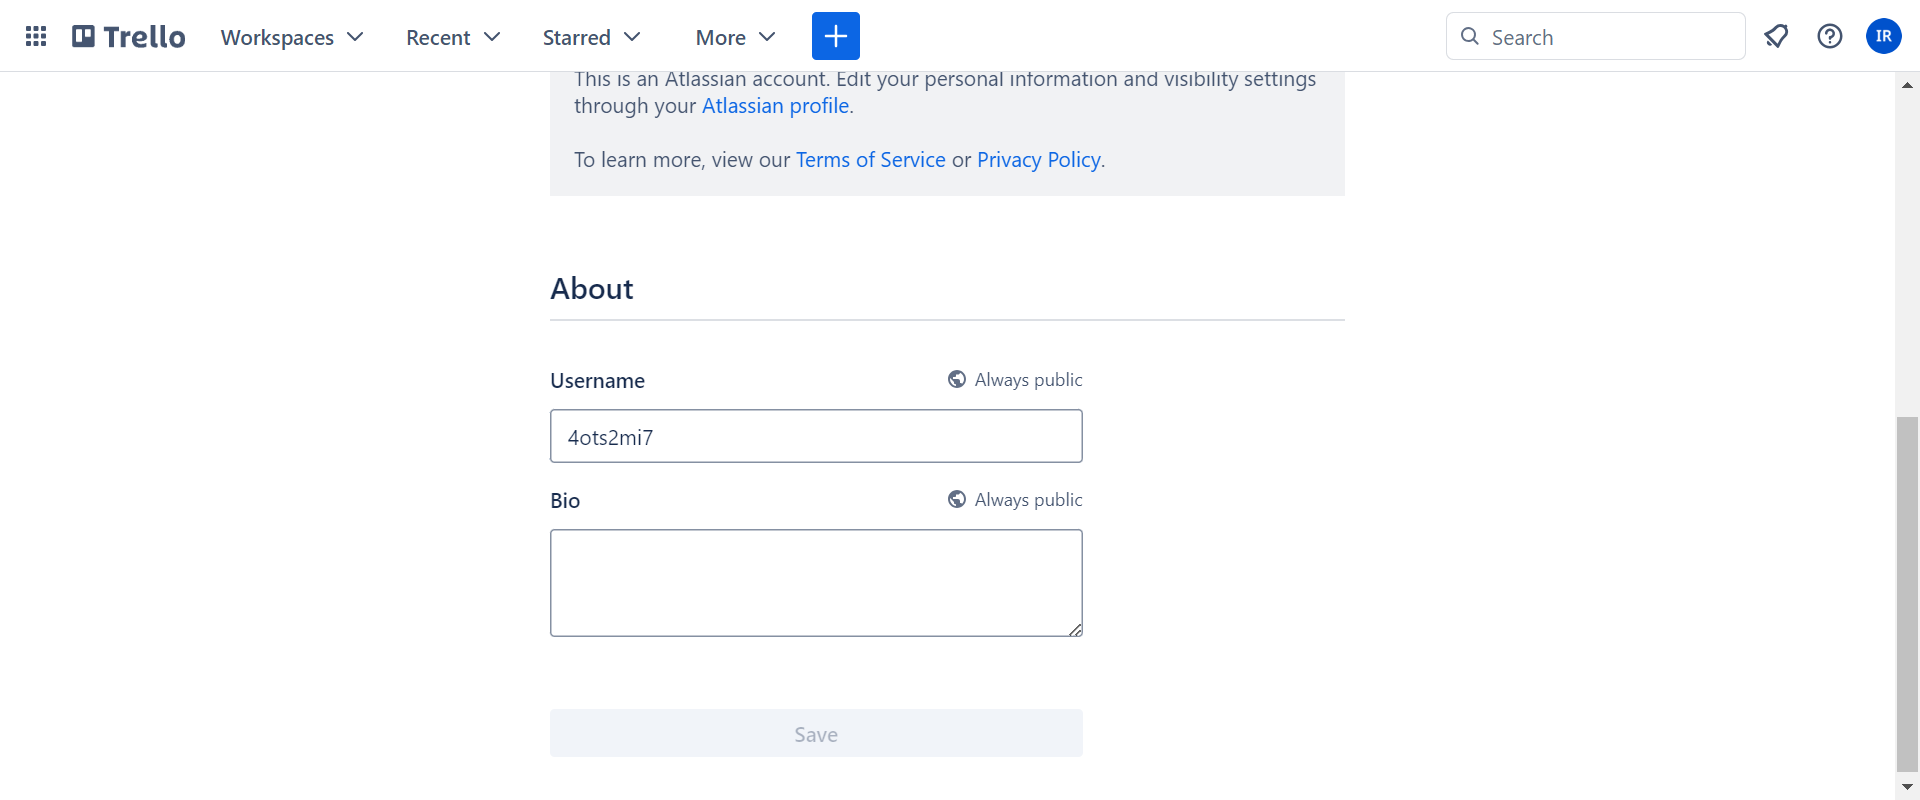 Trello
Workspaces
Recent
Starred
More
Search
IR
This is an Atlassian account. Edit your personal information and visibility settings
through your Atlassian profile.
To learn more, view our Terms of Service or Privacy Policy.
About
Username
Always public
4ots2mi7
Bio
Always public
Save